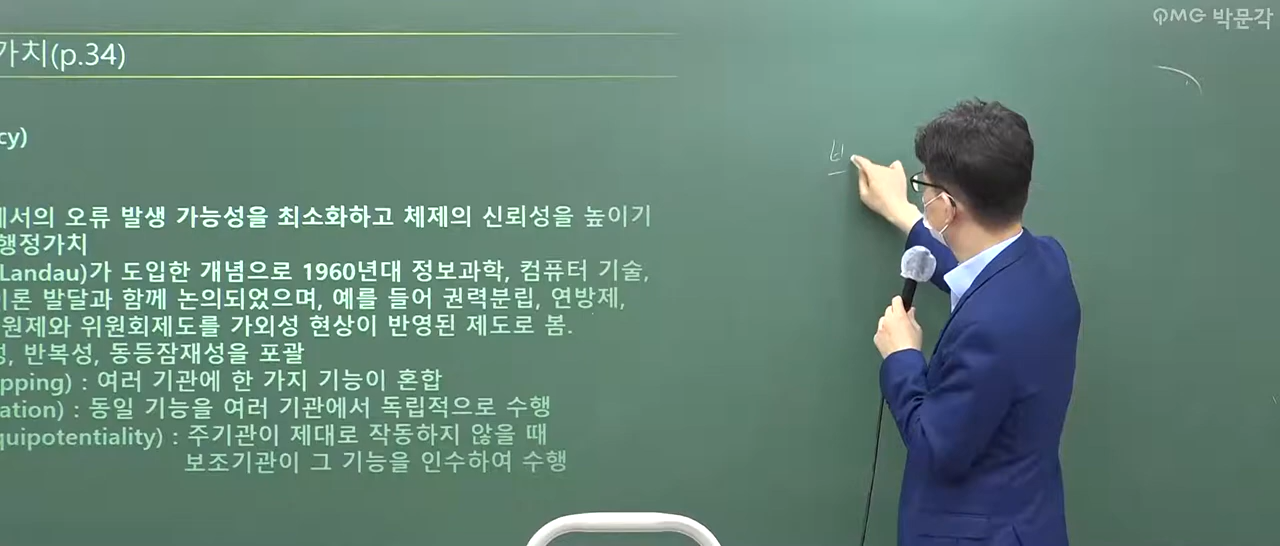 QMG 박문각
가치(p.34)
cy)
에서의 오류 발생 가능성을 최소화하고 체제의 신뢰성을 높이기
행정가치
Landau)가 도입한 개념으로 1960년대 정보과학, 컴퓨터 기술,
이론 발달과 함께 논의되었으며, 예를 들어 권력분립, 연방제,
원제와 위원회제도를 가외성 현상이 반영된 제도로 봄.
성, 반복성, 동등잠재성을 포괄
pping) : 여러 기관에 한 가지 기능이 혼합
ation) : 동일 기능을 여러 기관에서 독립적으로 수행
quipotentiality) : 주기관이 제대로 작동하지 않을 때
보조기관이 그 기능을 인수하여 수행